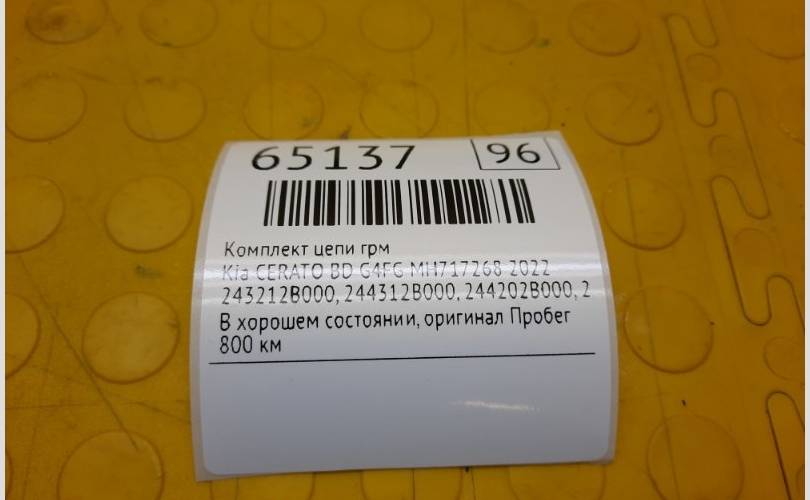 65137 96
Комплект цепи грм
Kia CERATO BD G4FG MH717268 2022
243212B000, 244312B000, 244202B000, 2
В хорошем состоянии, оригинал Пробег
800 км